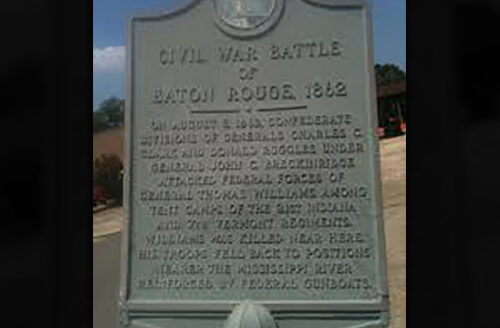 CIVIL WAR BATTLE
OF
BATON ROUGE, 1862
ON AUGUST 5, 1862, CONFEDERATE
DIVISIONS OF GENERALS CHARLES C.
CLARK AND DONALD RUGGLES UNDER
GENERAL JOHN C. BRECKINRIDGE
ATTACKED FEDERAL FORCES OF
GENERAL THOMAS WILLIAMS AMONG
TENT CAMPS OF THE 21ST INDIANA
AND 7TH VERMONT REGIMENTS.
WILLIAMS WAS KILLED NEAR HERE.
HIS TROOPS FELL BACK TO POSITIONS
NEARER THE MISSISSIPPI RIVER
REINFORCED BY FEDERAL GUNBOATS.